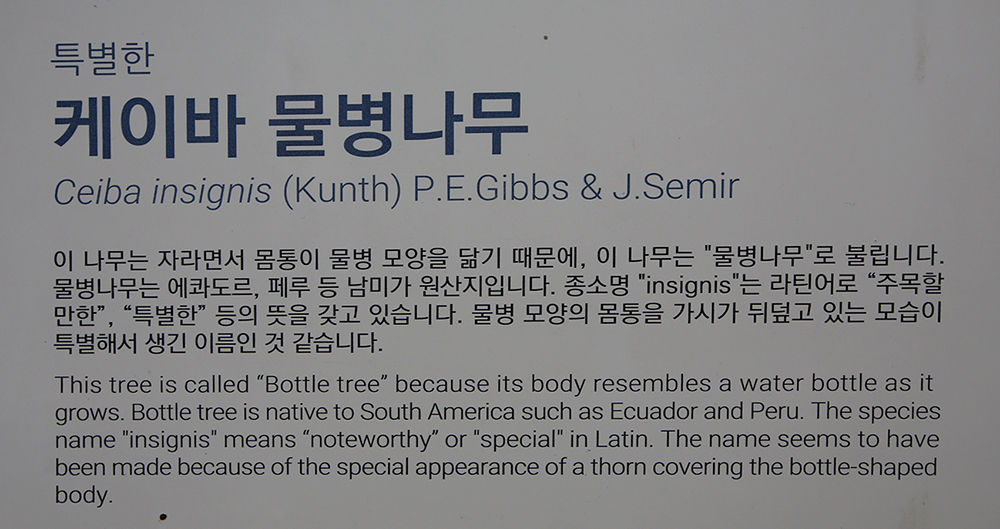 특별한
케이바 물병나무
Ceiba insignis (Kunth) P.E.Gibbs & J.Semir
이 나무는 자라면서 몸통이 물병 모양을 닮기 때문에, 이 나무는 "물병나무"로 불립니다.
물병나무는 에콰도르, 페루 등 남미가 원산지입니다. 종소명 "insignis"는 라틴어로 “주목할
만한”, “특별한” 등의 뜻을 갖고 있습니다. 물병 모양의 몸통을 가시가 뒤덮고 있는 모습이
특별해서 생긴 이름인 것 같습니다.
This tree is called “Bottle tree” because its body resembles a water bottle as it
grows. Bottle tree is native to South America such as Ecuador and Peru. The species
name "insignis" means “noteworthy” or "special" in Latin. The name seems to have
been made because of the special appearance of a thorn covering the bottle-shaped
body.